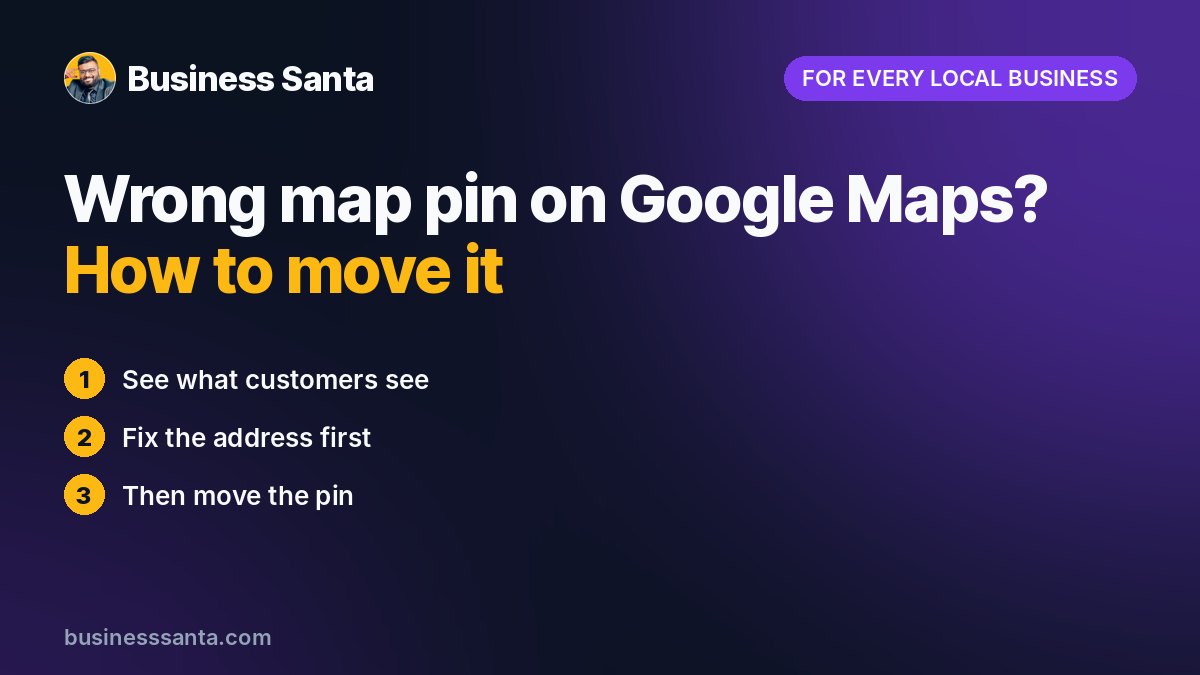 Business Santa
FOR EVERY LOCAL BUSINESS
Wrong map pin on Google Maps?
How to move it
1 See what customers see
2 Fix the address first
3 Then move the pin
businesssanta.com